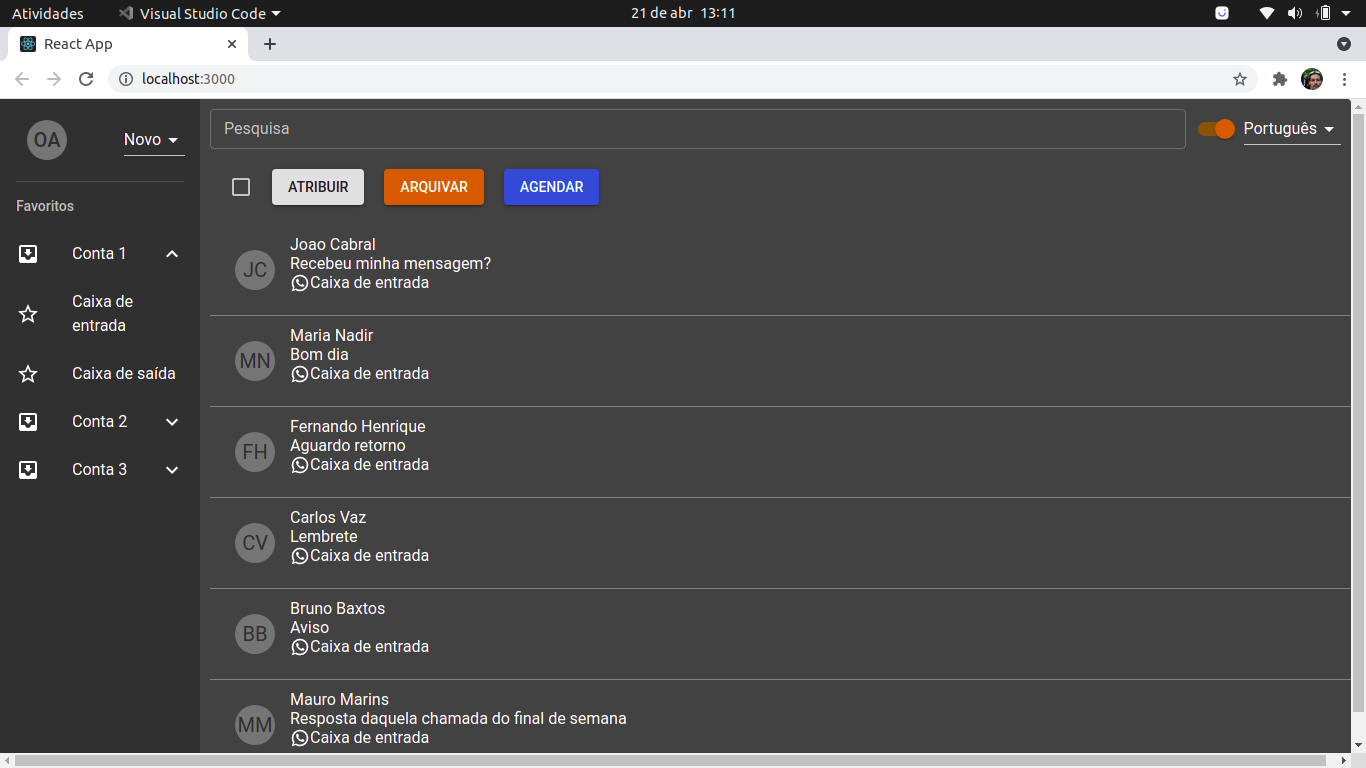 Atividades
Visual Studio Code
21 de abr 13:11
React App
localhost:3000
OA
Novo
Pesquisa
Português
ATRIBUIR
ARQUIVAR
AGENDAR
Favoritos
Conta 1
Caixa de
entrada
Caixa de saída
Conta 2
Conta 3
JC
Joao Cabral
Recebeu minha mensagem?
Caixa de entrada
MN
Maria Nadir
Bom dia
Caixa de entrada
FH
Fernando Henrique
Aguardo retorno
Caixa de entrada
CV
Carlos Vaz
Lembrete
Caixa de entrada
BB
Bruno Baxtos
Aviso
Caixa de entrada
MM
Mauro Marins
Resposta daquela chamada do final de semana
Caixa de entrada